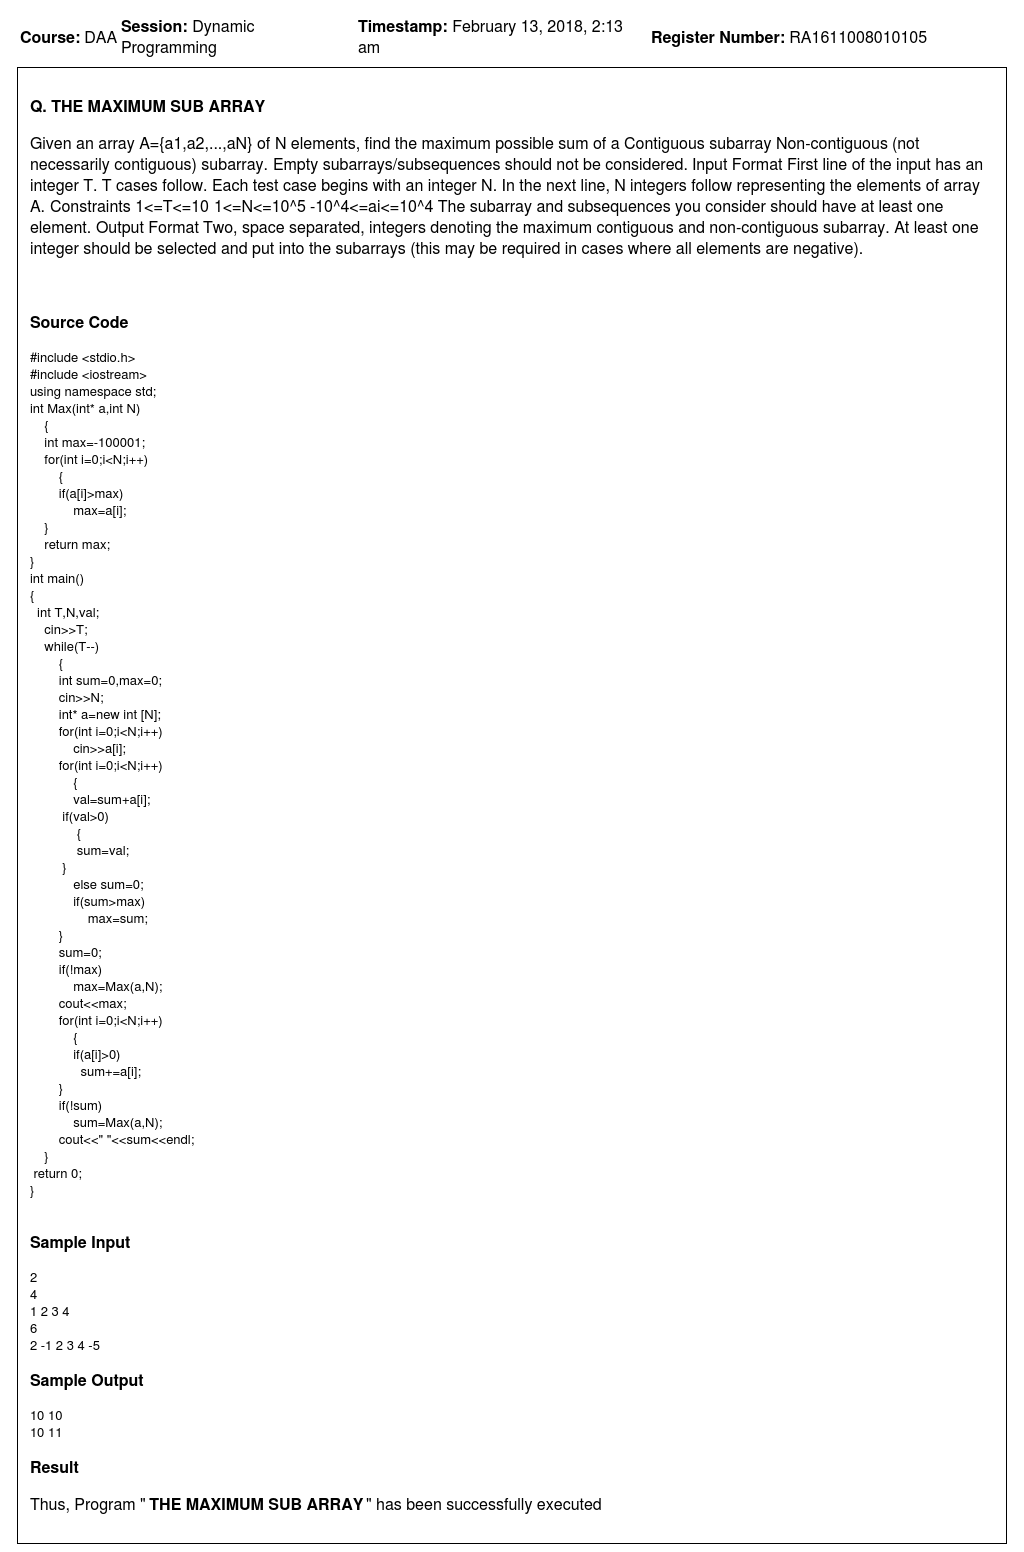 Course: DAA Session: Dynamic Programming Timestamp: February 13, 2018, 2:13 am Register Number: RA1611008010105
Q. THE MAXIMUM SUB ARRAY
Given an array A={a1,a2,...,aN} of N elements, find the maximum possible sum of a Contiguous subarray Non-contiguous (not
necessarily contiguous) subarray. Empty subarrays/subsequences should not be considered. Input Format First line of the input has an
integer T. T cases follow. Each test case begins with an integer N. In the next line, N integers follow representing the elements of array
A. Constraints 1<=T<=10 1<=N<=10^5 -10^4<=ai<=10^4 The subarray and subsequences you consider should have at least one
element. Output Format Two, space separated, integers denoting the maximum contiguous and non-contiguous subarray. At least one
integer should be selected and put into the subarrays (this may be required in cases where all elements are negative).
Source Code
#include <stdio.h>
#include <iostream>
using namespace std;
int Max(int* a,int N)
    {
    int max=-100001;
    for(int i=0;i<N;i++)
        {
        if(a[i]>max)
            max=a[i];
    }
    return max;
}
int main()
{
  int T,N,val;
    cin>>T;
    while(T--)
        {
        int sum=0,max=0;
        cin>>N;
        int* a=new int [N];
        for(int i=0;i<N;i++)
            cin>>a[i];
        for(int i=0;i<N;i++)
            {
            val=sum+a[i];
         if(val>0)
             {
             sum=val;
         }
            else sum=0;
            if(sum>max)
                max=sum;
        }
        sum=0;
        if(!max)
            max=Max(a,N);
        cout<<max;
        for(int i=0;i<N;i++)
            {
            if(a[i]>0)
              sum+=a[i];
        }
        if(!sum)
            sum=Max(a,N);
        cout<<" "<<sum<<endl;
    }
 return 0;
}
Sample Input
2
4
1 2 3 4
6
2 -1 2 3 4 -5
Sample Output
10 10
10 11
Result
Thus, Program " THE MAXIMUM SUB ARRAY " has been successfully executed